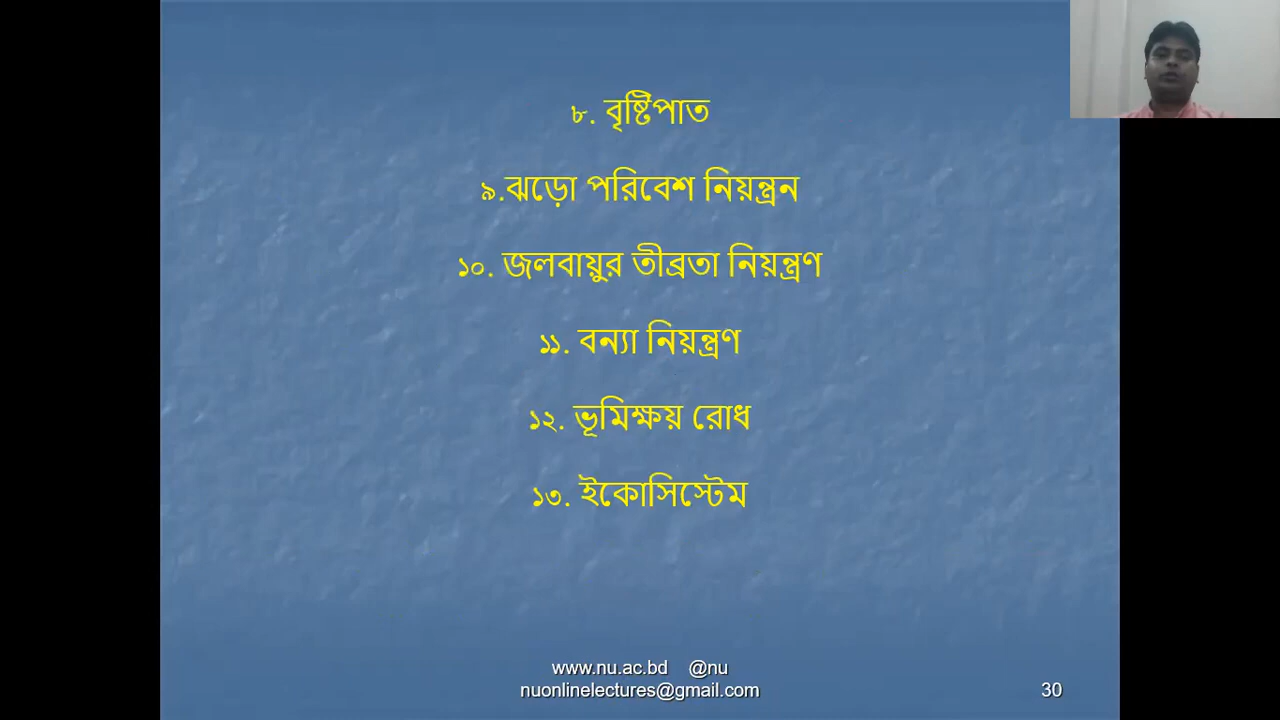 ৮. বৃষ্টিপাত
৯.ঝড়ো পরিবেশ নিয়ন্ত্রন
১০. জলবায়ুর তীব্রতা নিয়ন্ত্রণ
১১. বন্যা নিয়ন্ত্রণ
১২. ভূমিক্ষয় রোধ
১৩. ইকোসিস্টেম
www.nu.ac.bd @nu
nuonlinelectures@gmail.com
30